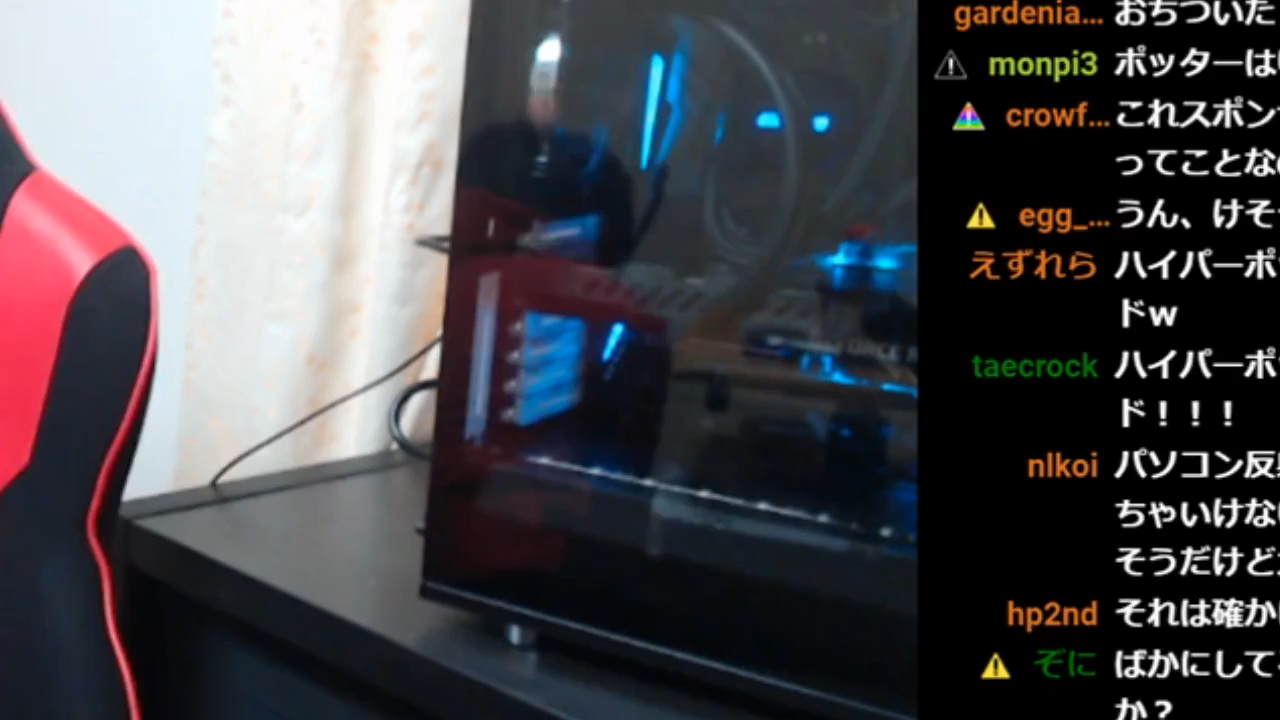 gardenia... おちついた
monpi3 ポッターは
crowf... これスポン
ってことな
egg_... うん、けそ
えずれら ハイパーポ
ドw
taecrock ハイパーポ
ド！！！
nlkoi パソコン反
ちゃいけな
そうだけど
hp2nd それは確か
ぞに ばかにして
か？